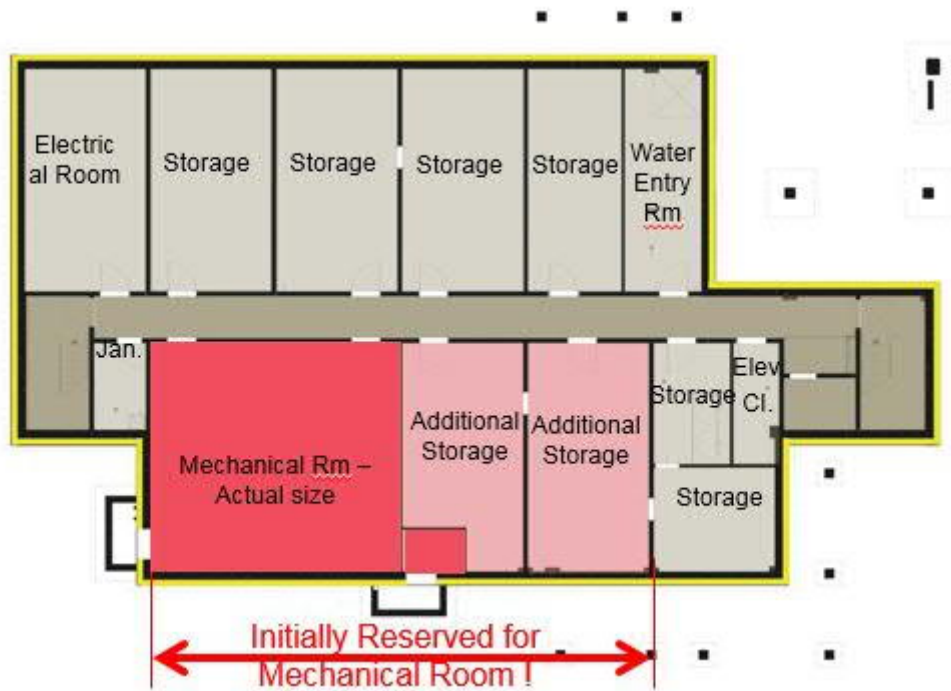 Electric
al Room
Storage
Storage
Storage
Storage
Water
Entry
Rm
Jan.
Mechanical Rm –
Actual size
Additional
Storage
Additional
Storage
Storage
Elev
Cl.
Storage
Initially Reserved for
Mechanical Room !